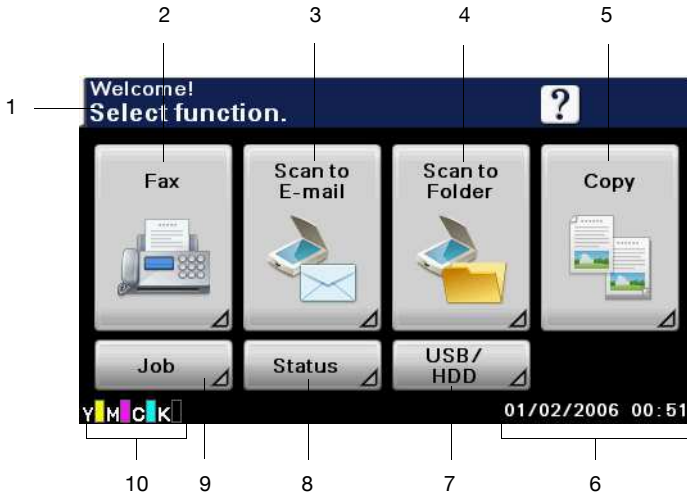 2 3 4 5
1
Welcome!
Select function.
?
Fax
Scan to
E-mail
Scan to
Folder
Copy
Job
Status
USB/
HDD
Y M C K
01/02/2006 00:51
10 9 8 7 6